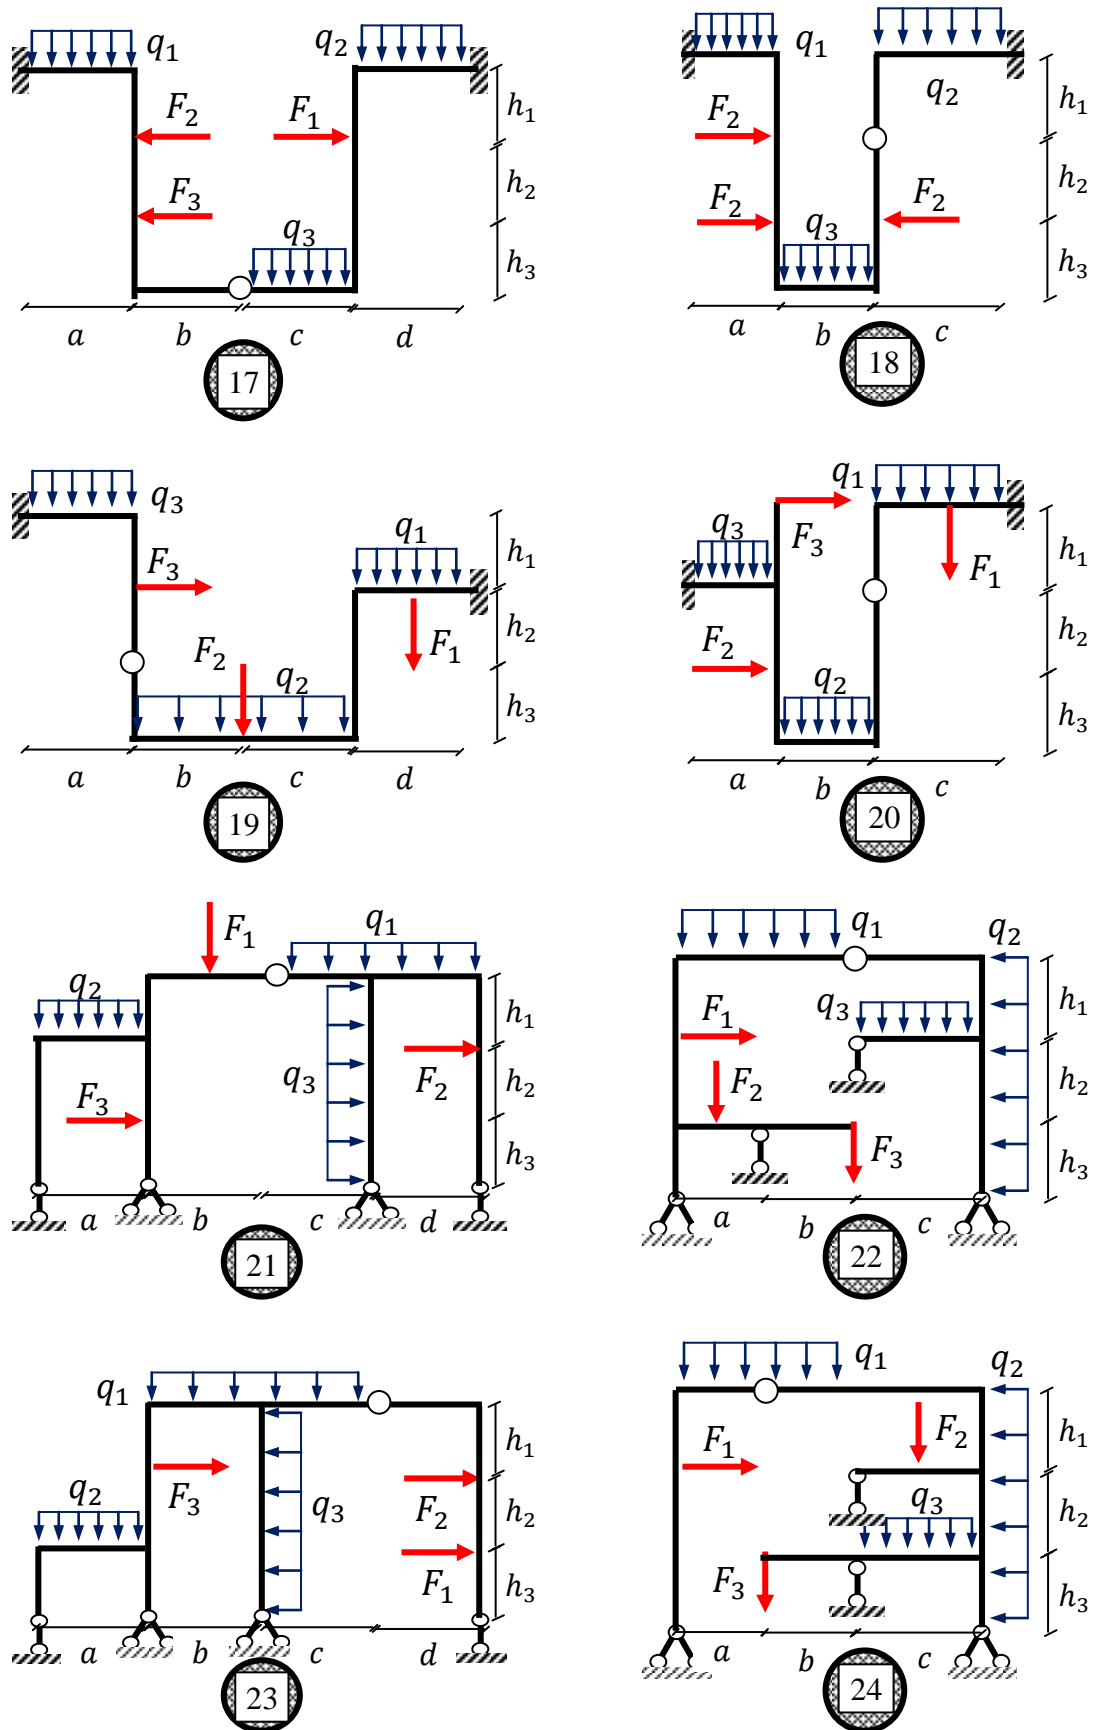 q₁ q₂
F₂ F₁ h₁
F₃ h₂
q₃ h₃
a b c d
17
q₁ q₂
F₂ h₁
F₂ F₂ h₂
q₃ h₃
a b c
18
q₃ q₁
F₃ h₁
F₂ F₁ h₂
q₂ h₃
a b c d
19
q₁
q₃ F₃ F₁ h₁
F₂ h₂
q₂ h₃
a b c
20
F₁ q₁
q₂ h₁
q₃ F₂ h₂
F₃ h₃
a b c d
21
q₁ q₂
F₁ q₃ h₁
F₂ h₂
F₃ h₃
a b c
22
q₁
F₃ h₁
q₂ q₃ F₂ h₂
F₁ h₃
a b c d
23
q₁ q₂
F₁ F₂ h₁
q₃ h₂
F₃ h₃
a b c
24